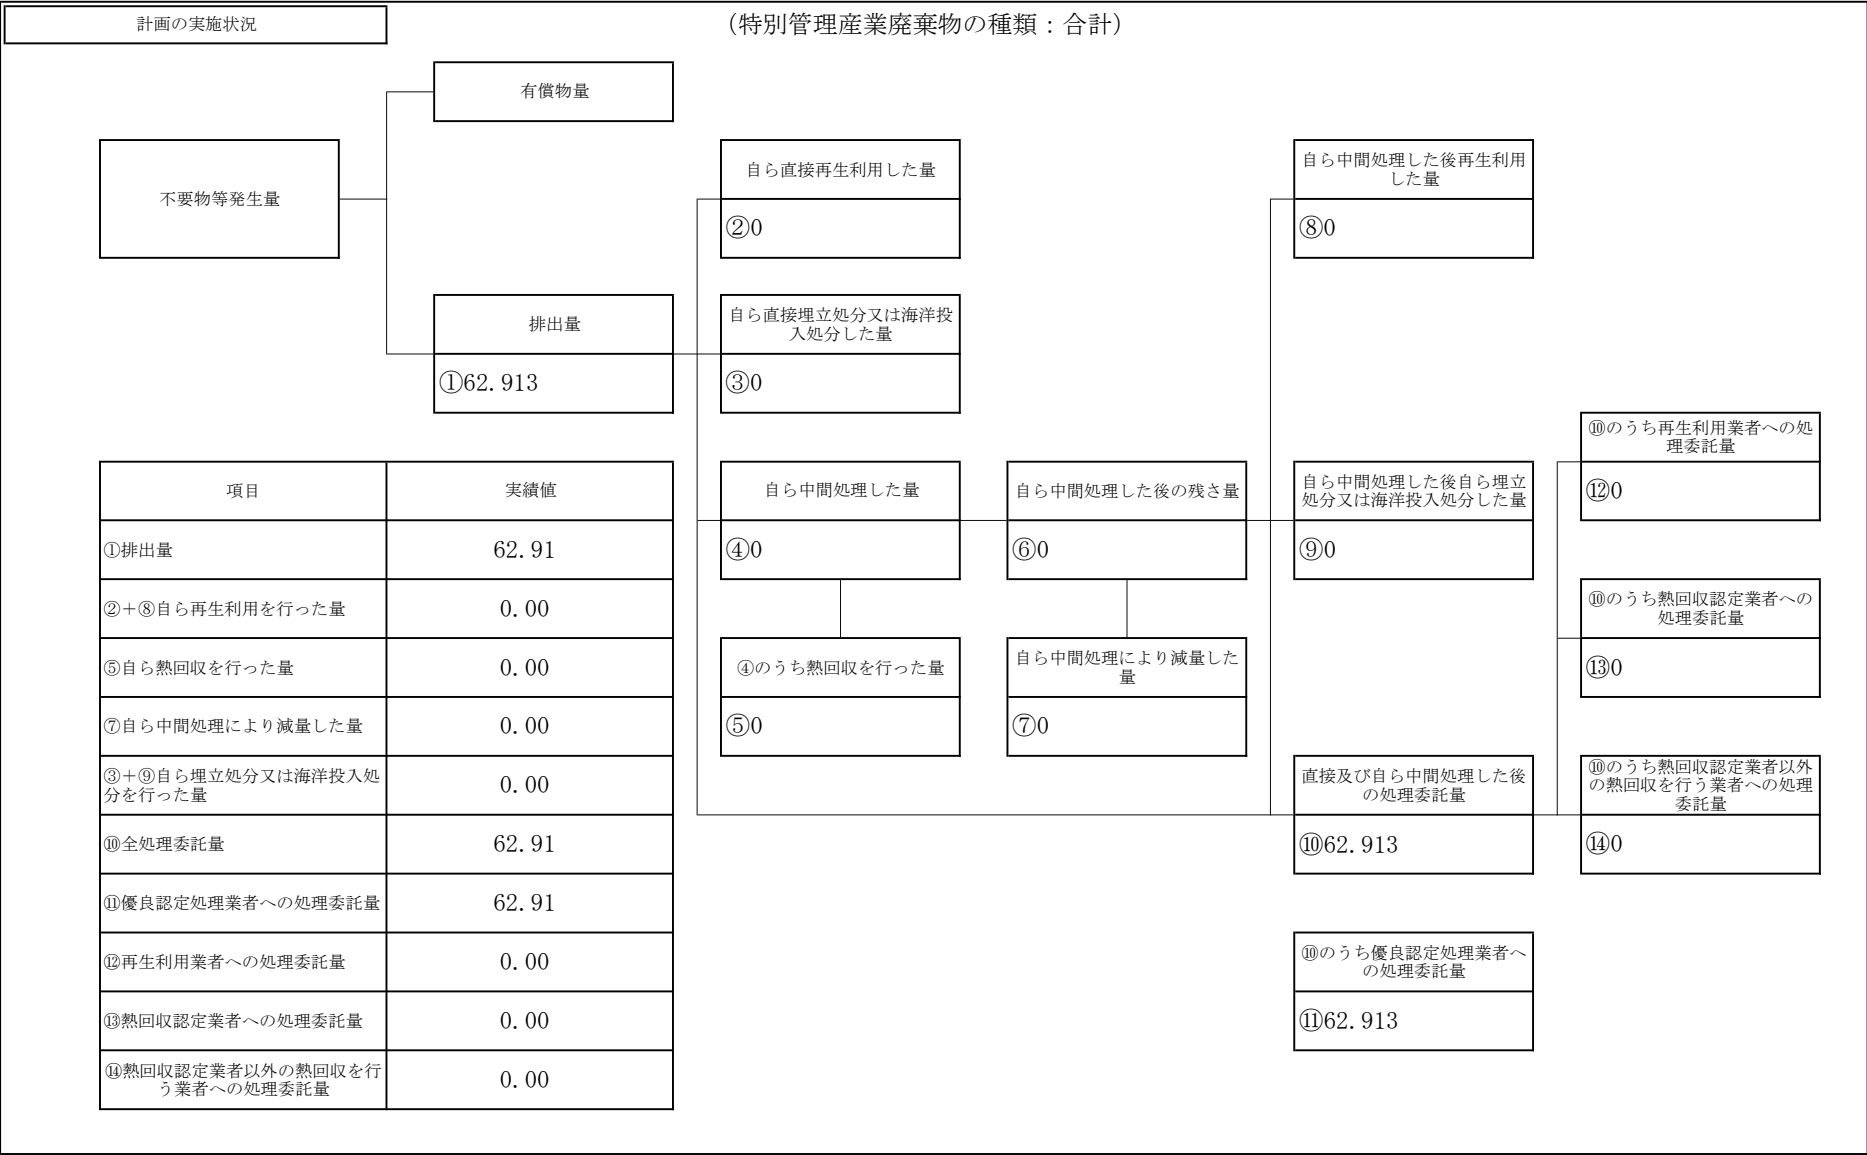 計画の実施状況
(特別管理産業廃棄物の種類：合計)
有償物量
不要物等発生量
排出量
①62.913
自ら直接再生利用した量
②0
自ら直接埋立処分又は海洋投
入処分した量
③0
自ら中間処理した後再生利用
した量
⑧0
自ら中間処理した量
④0
自ら中間処理した後の残さ量
⑥0
自ら中間処理した後自ら埋立
処分又は海洋投入処分した量
⑨0
④のうち熱回収を行った量
⑤0
自ら中間処理により減量した
量
⑦0
直接及び自ら中間処理した後
の処理委託量
⑩62.913
⑩のうち優良認定処理業者へ
の処理委託量
⑪62.913
⑩のうち再生利用業者への処
理委託量
⑫0
⑩のうち熱回収認定業者への
処理委託量
⑬0
⑩のうち熱回収認定業者以外
の熱回収を行う業者への処理
委託量
⑭0
項目 実績値
①排出量 62.91
②＋⑧自ら再生利用を行った量 0.00
⑤自ら熱回収を行った量 0.00
⑦自ら中間処理により減量した量 0.00
③＋⑨自ら埋立処分又は海洋投入処
分を行った量 0.00
⑩全処理委託量 62.91
⑪優良認定処理業者への処理委託量 62.91
⑫再生利用業者への処理委託量 0.00
⑬熱回収認定業者への処理委託量 0.00
⑭熱回収認定業者以外の熱回収を行
う業者への処理委託量 0.00